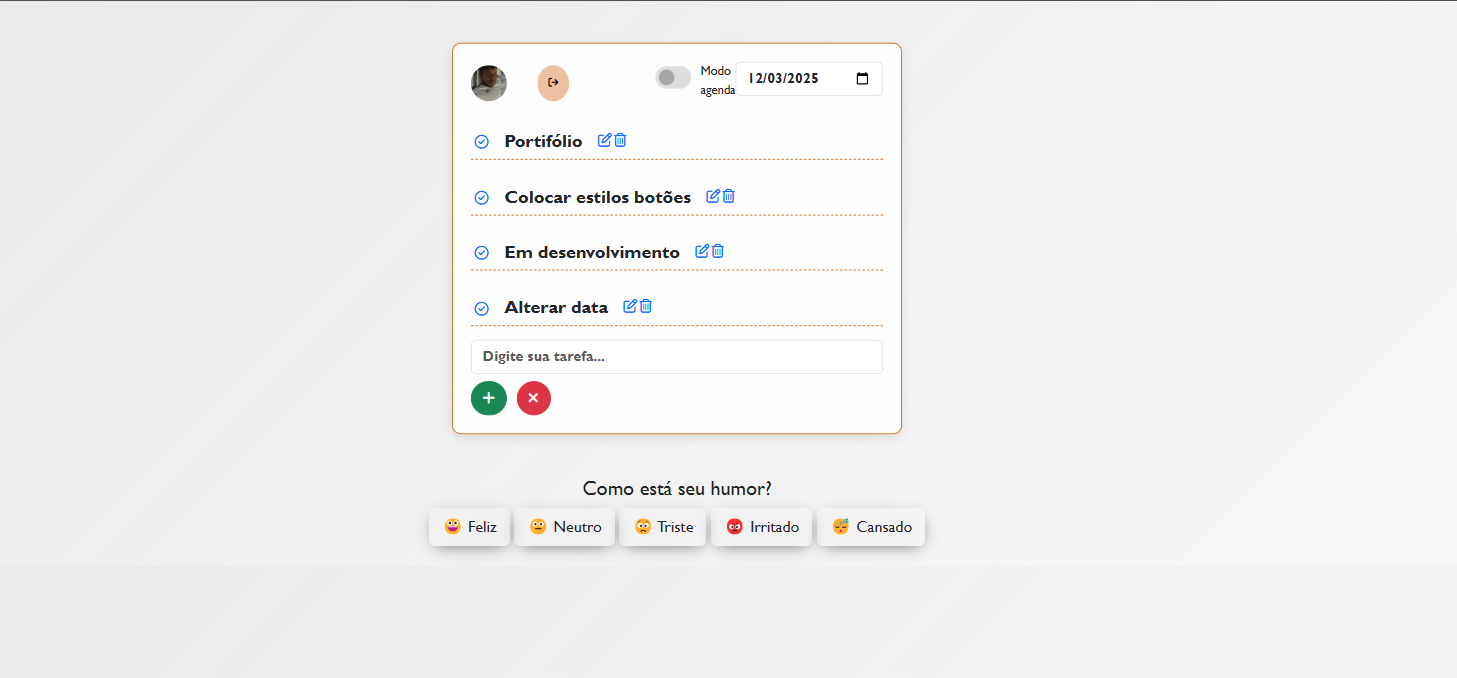 Modo
agenda
12/03/2025
Portifólio
Colocar estilos botões
Em desenvolvimento
Alterar data
Digite sua tarefa...
Como está seu humor?
Feliz Neutro Triste Irritado Cansado